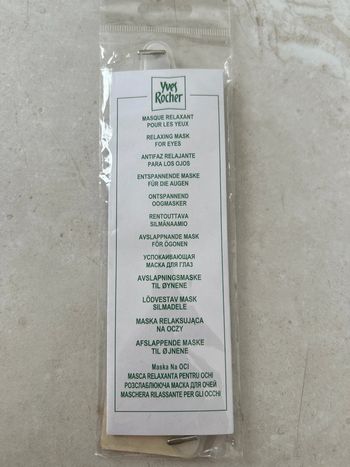 Yves
Rocher
MASQUE RELAXANT
POUR LES YEUX
RELAXING MASK
FOR EYES
ANTIFAZ RELAJANTE
PARA LOS OJOS
ENTSPANNENDE MASKE
FÜR DIE AUGEN
ONTSPANNEND
OOGMASKER
RENTOUTTAVA
SILMÄNAAMIO
AVSLAPPNANDE MASK
FÖR ÖGONEN
УСПОКАИВАЮЩАЯ
МАСКА ДЛЯ ГЛАЗ
AVSLAPNINGSMASKE
TIL ØYNENE
LÕÕVESTAV MASK
SILMADELE
MASKA RELAKSUJĄCA
NA OCZY
AFSLAPPENDE MASKE
TIL ØJNENE
Maska Na OCI
MASCA RELAXANTA PENTRU OCHI
РОЗСЛАБЛЮЮЧА МАСКА ДЛЯ ОЧЕЙ
MASCHERA RILASSANTE PER GLI OCCHI